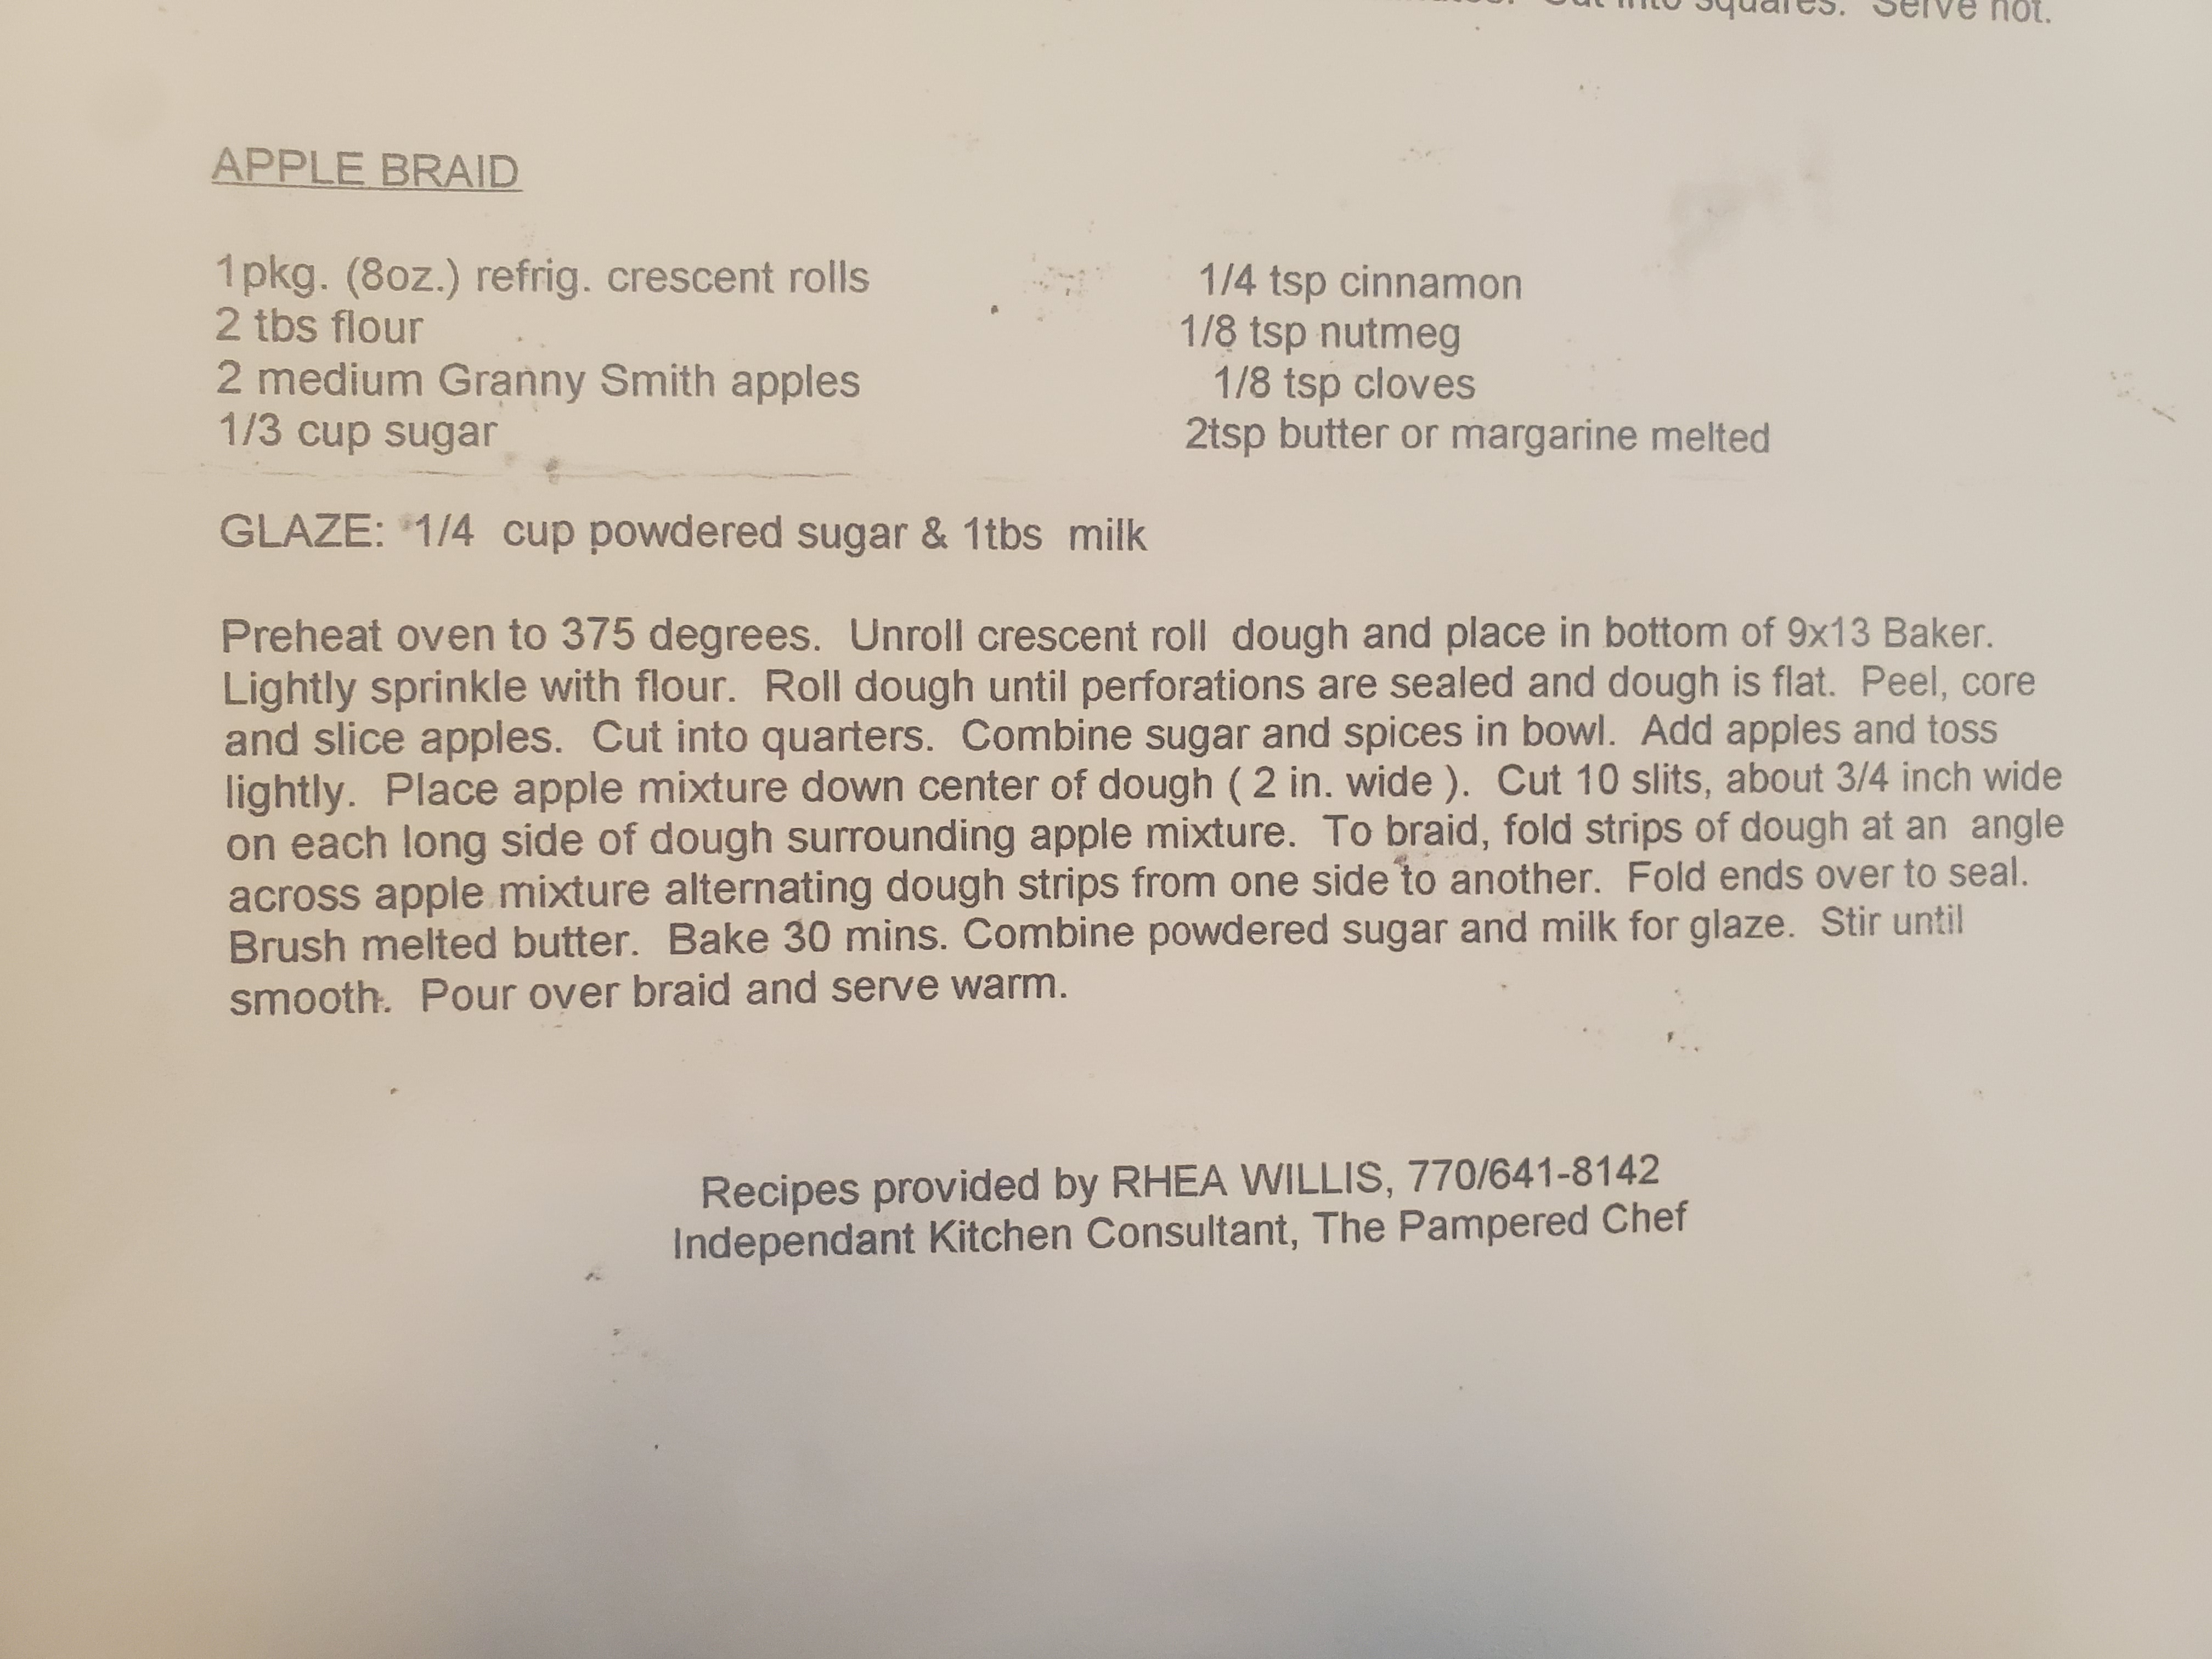 Cut into squares. Serve hot.
APPLE BRAID
1pkg. (8oz.) refrig. crescent rolls 1/4 tsp cinnamon
2 tbs flour 1/8 tsp nutmeg
2 medium Granny Smith apples 1/8 tsp cloves
1/3 cup sugar 2tsp butter or margarine melted
GLAZE: 1/4 cup powdered sugar & 1tbs milk
Preheat oven to 375 degrees. Unroll crescent roll dough and place in bottom of 9x13 Baker.
Lightly sprinkle with flour. Roll dough until perforations are sealed and dough is flat. Peel, core
and slice apples. Cut into quarters. Combine sugar and spices in bowl. Add apples and toss
lightly. Place apple mixture down center of dough ( 2 in. wide ). Cut 10 slits, about 3/4 inch wide
on each long side of dough surrounding apple mixture. To braid, fold strips of dough at an angle
across apple mixture alternating dough strips from one side to another. Fold ends over to seal.
Brush melted butter. Bake 30 mins. Combine powdered sugar and milk for glaze. Stir until
smooth. Pour over braid and serve warm.
Recipes provided by RHEA WILLIS, 770/641-8142
Independant Kitchen Consultant, The Pampered Chef